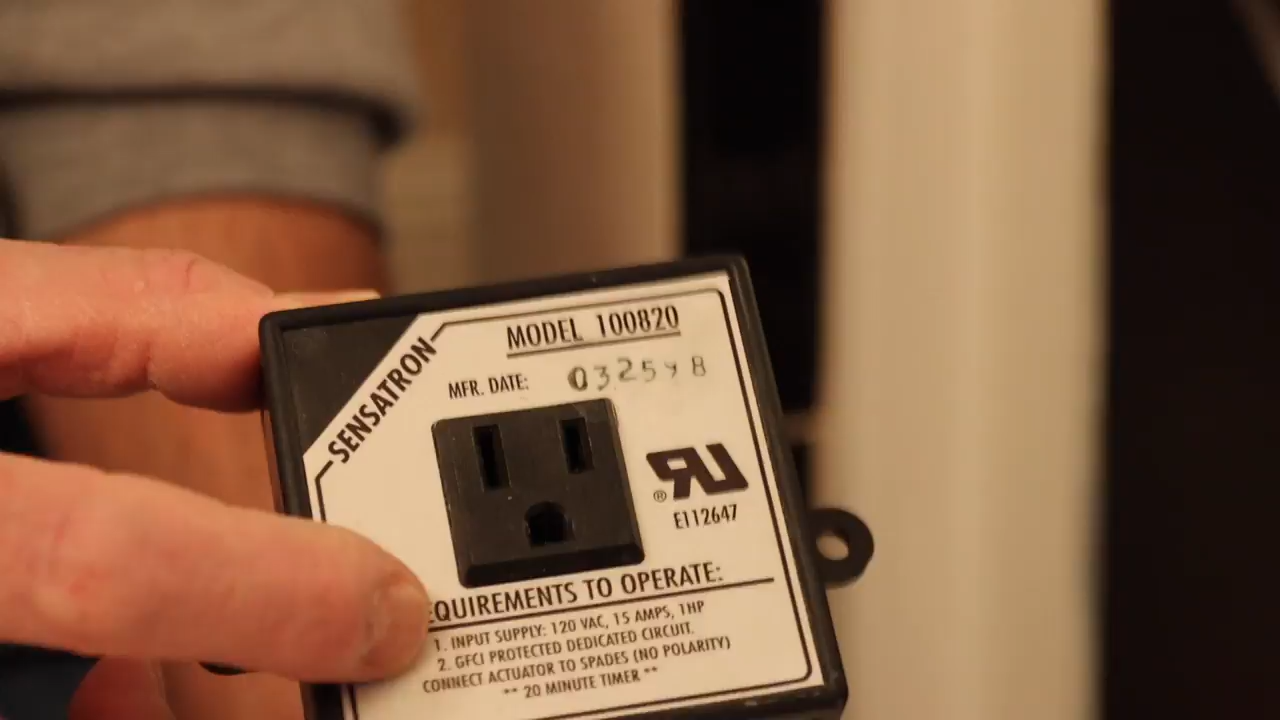 MODEL 100820
MFR. DATE: 032598
SENSATRON
®
E112647
EQUIREMENTS TO OPERATE:
1. INPUT SUPPLY: 120 VAC, 15 AMPS, 1HP
2. GFCI PROTECTED DEDICATED CIRCUIT.
CONNECT ACTUATOR TO SPADES (NO POLARITY)
** 20 MINUTE TIMER **